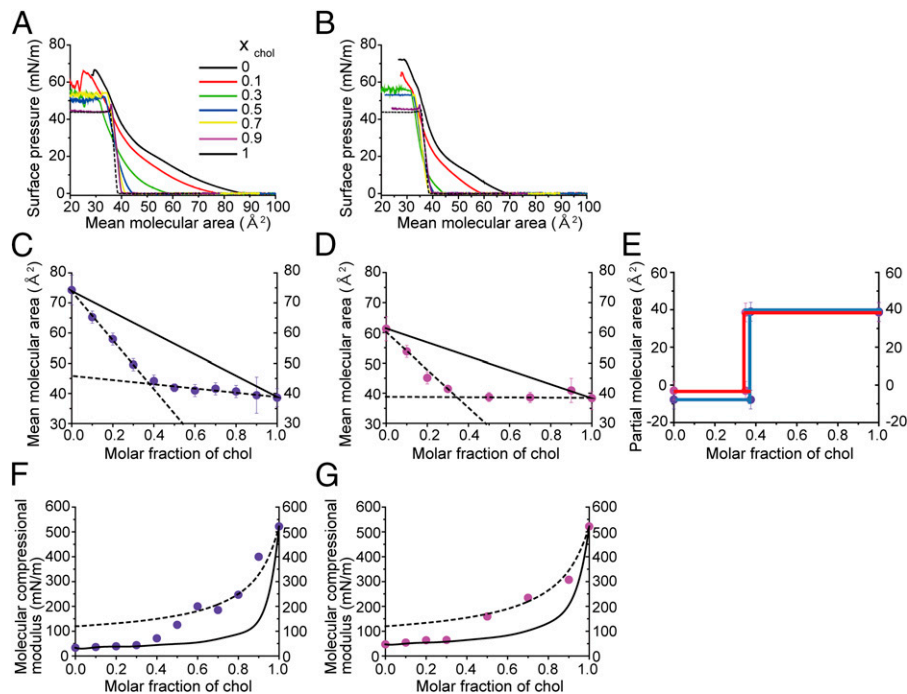 A
B
X chol
0
0.1
0.3
0.5
0.7
0.9
1
Surface pressure (mN/m)
80
60
40
20
0
20 30 40 50 60 70 80 90 100
Mean molecular area (Å²)
Surface pressure (mN/m)
80
60
40
20
0
20 30 40 50 60 70 80 90 100
Mean molecular area (Å²)
C
Mean molecular area (Å²)
80
70
60
50
40
30
80
70
60
50
40
30
0.0 0.2 0.4 0.6 0.8 1.0
Molar fraction of chol
D
Mean molecular area (Å²)
80
70
60
50
40
30
80
70
60
50
40
30
0.0 0.2 0.4 0.6 0.8 1.0
Molar fraction of chol
E
Partial molecular area (Å²)
60
40
20
0
-20
60
40
20
0
-20
0.0 0.2 0.4 0.6 0.8 1.0
Molar fraction of chol
F
Molecular compressional
modulus (mN/m)
600
500
400
300
200
100
0
600
500
400
300
200
100
0
0.0 0.2 0.4 0.6 0.8 1.0
Molar fraction of chol
G
Molecular compressional
modulus (mN/m)
600
500
400
300
200
100
0
600
500
400
300
200
100
0
0.0 0.2 0.4 0.6 0.8 1.0
Molar fraction of chol